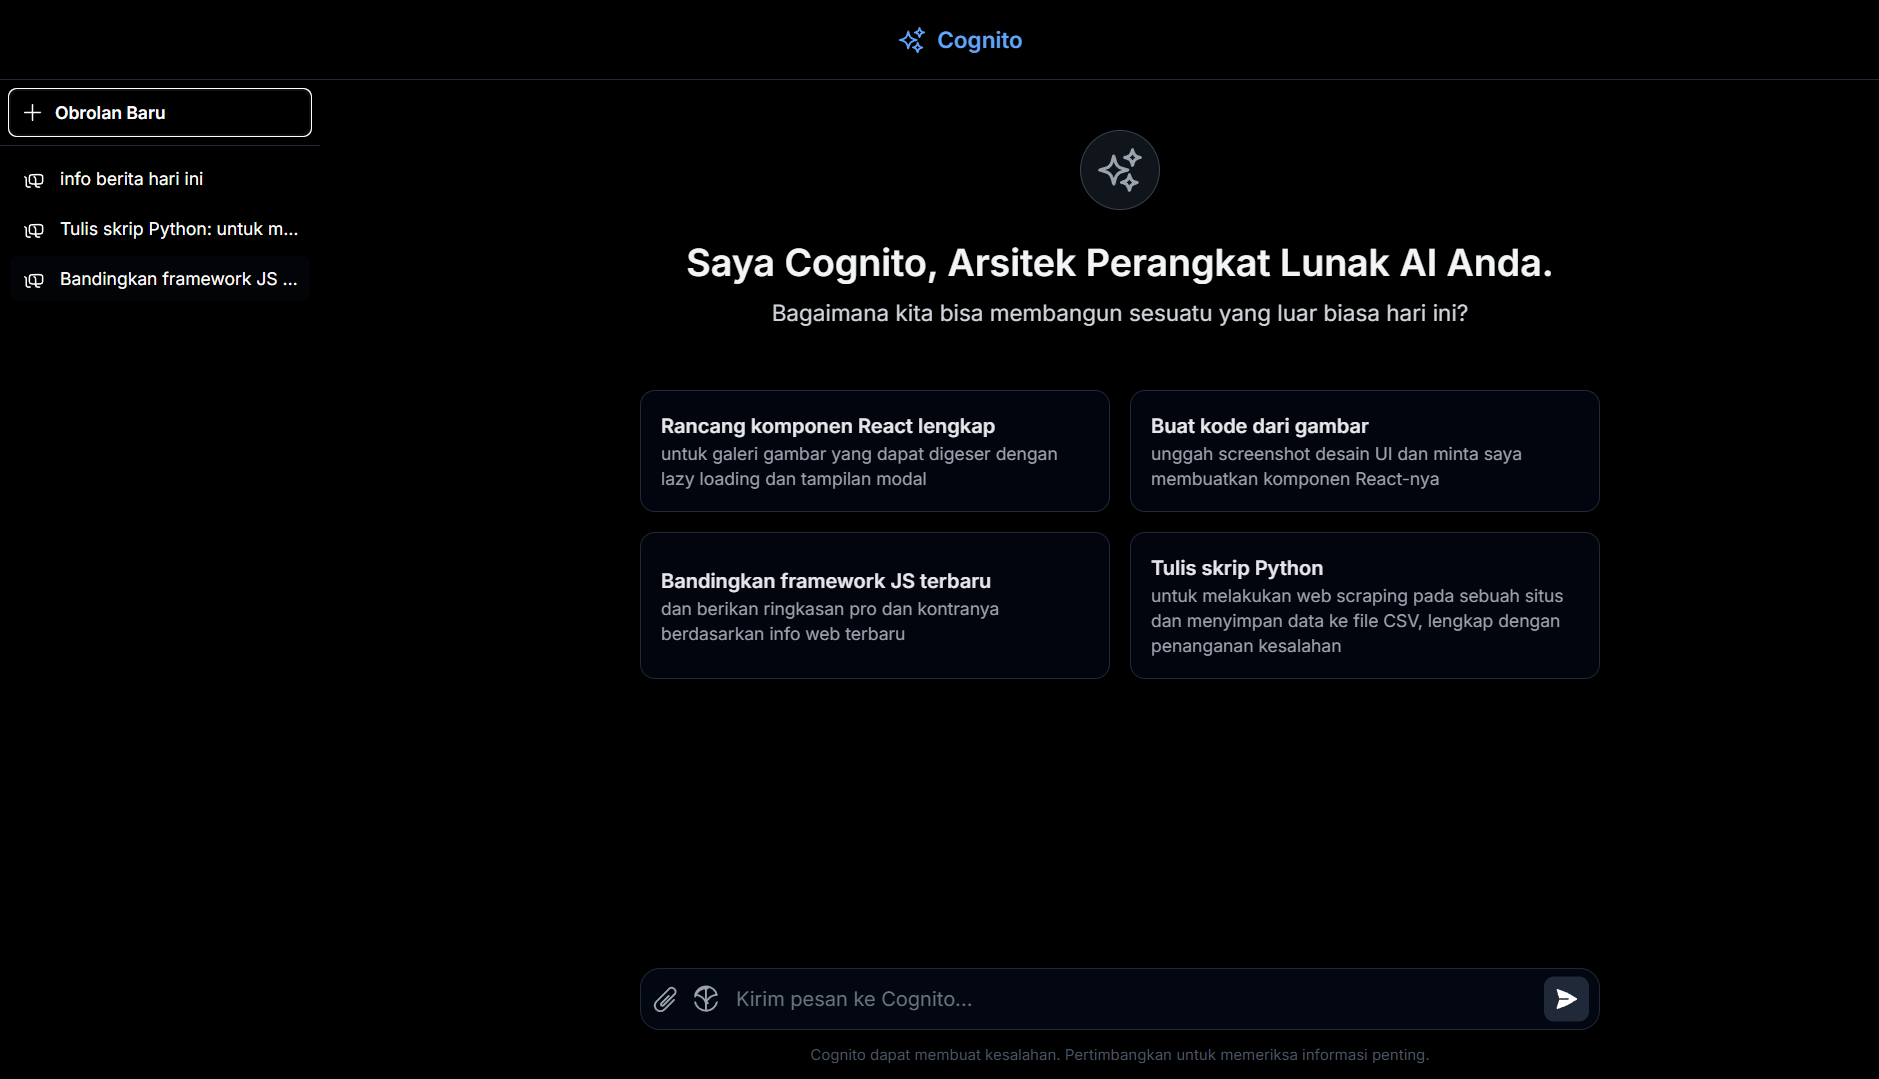 Cognito
Obrolan Baru
info berita hari ini
Tulis skrip Python: untuk m...
Bandingkan framework JS ...
Saya Cognito, Arsitek Perangkat Lunak AI Anda.
Bagaimana kita bisa membangun sesuatu yang luar biasa hari ini?
Rancang komponen React lengkap
untuk galeri gambar yang dapat digeser dengan
lazy loading dan tampilan modal
Buat kode dari gambar
unggah screenshot desain UI dan minta saya
membuatkan komponen React-nya
Bandingkan framework JS terbaru
dan berikan ringkasan pro dan kontranya
berdasarkan info web terbaru
Tulis skrip Python
untuk melakukan web scraping pada sebuah situs
dan menyimpan data ke file CSV, lengkap dengan
penanganan kesalahan
Kirim pesan ke Cognito...
Cognito dapat membuat kesalahan. Pertimbangkan untuk memeriksa informasi penting.